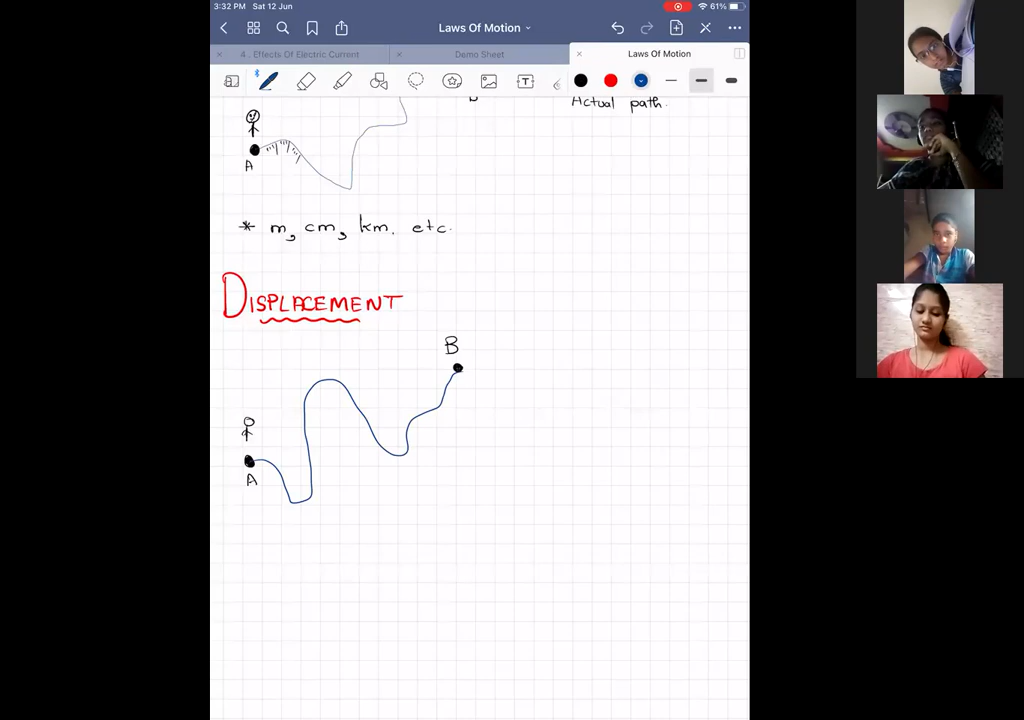 3:32 PM Sat 12 Jun 61%
Laws Of Motion
4 . Effects Of Electric Current Demo Sheet Laws Of Motion
T
Actual path.
A
* m, cm, km. etc.
DISPLACEMENT
B
A